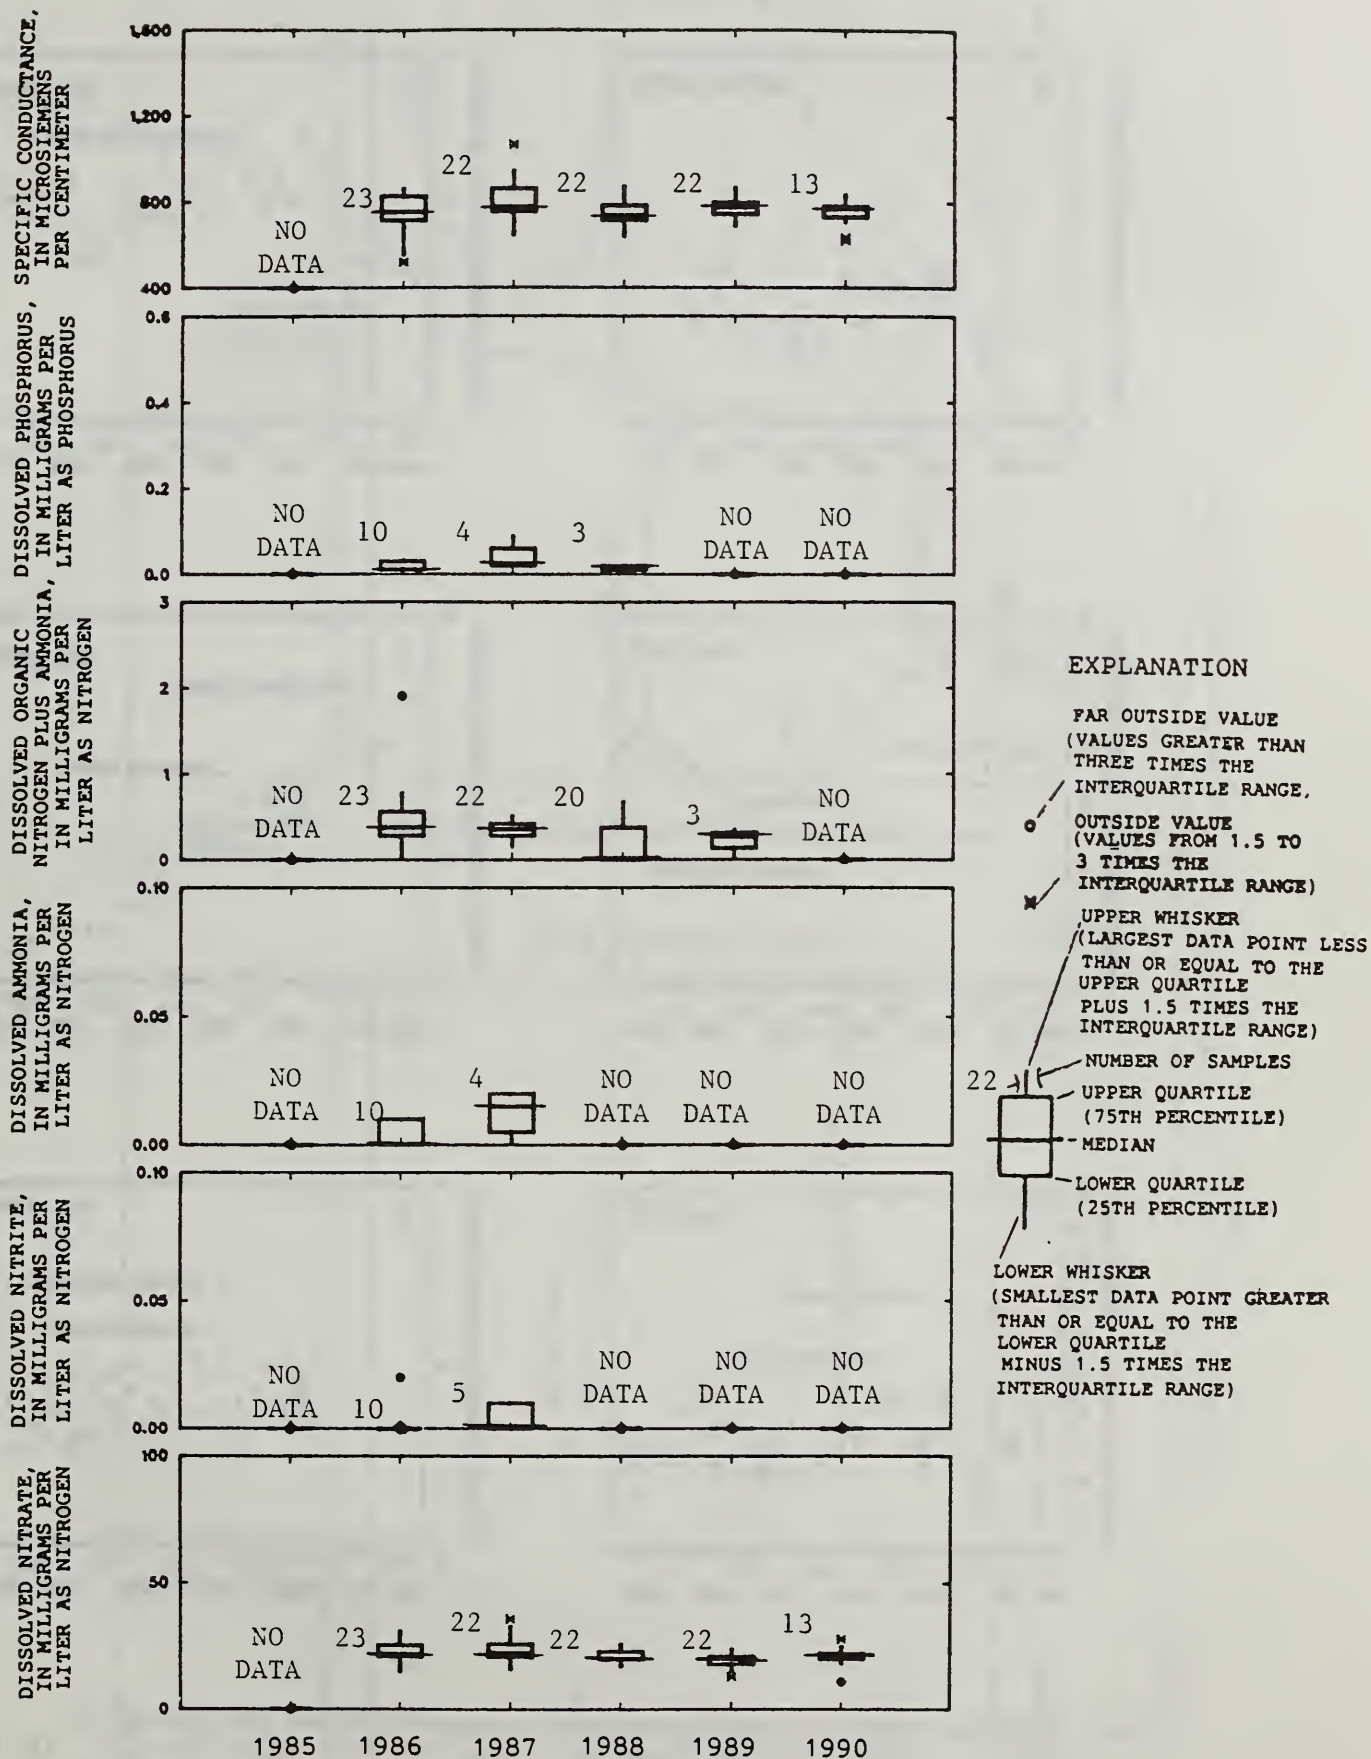 SPECIFIC CONDUCTANCE,
IN MICROSIEMENS
PER CENTIMETER
1,600
1,200
800
400
NO
DATA
23
22
22
22
13
DISSOLVED PHOSPHORUS,
IN MILLIGRAMS PER
LITER AS PHOSPHORUS
0.6
0.4
0.2
0.0
NO
DATA
10
4
3
NO
DATA
NO
DATA
DISSOLVED ORGANIC
NITROGEN PLUS AMMONIA,
IN MILLIGRAMS PER
LITER AS NITROGEN
3
2
1
0
NO
DATA
23
22
20
3
NO
DATA
DISSOLVED AMMONIA,
IN MILLIGRAMS PER
LITER AS NITROGEN
0.10
0.05
0.00
NO
DATA
10
4
NO
DATA
NO
DATA
NO
DATA
DISSOLVED NITRITE,
IN MILLIGRAMS PER
LITER AS NITROGEN
0.10
0.05
0.00
NO
DATA
10
5
NO
DATA
NO
DATA
NO
DATA
DISSOLVED NITRATE,
IN MILLIGRAMS PER
LITER AS NITROGEN
100
50
0
NO
DATA
23
22
22
22
13
1985 1986 1987 1988 1989 1990
EXPLANATION
FAR OUTSIDE VALUE
(VALUES GREATER THAN
THREE TIMES THE
INTERQUARTILE RANGE,
OUTSIDE VALUE
(VALUES FROM 1.5 TO
3 TIMES THE
INTERQUARTILE RANGE)
UPPER WHISKER
(LARGEST DATA POINT LESS
THAN OR EQUAL TO THE
UPPER QUARTILE
PLUS 1.5 TIMES THE
INTERQUARTILE RANGE)
22
NUMBER OF SAMPLES
UPPER QUARTILE
(75TH PERCENTILE)
MEDIAN
LOWER QUARTILE
(25TH PERCENTILE)
LOWER WHISKER
(SMALLEST DATA POINT GREATER
THAN OR EQUAL TO THE
LOWER QUARTILE
MINUS 1.5 TIMES THE
INTERQUARTILE RANGE)